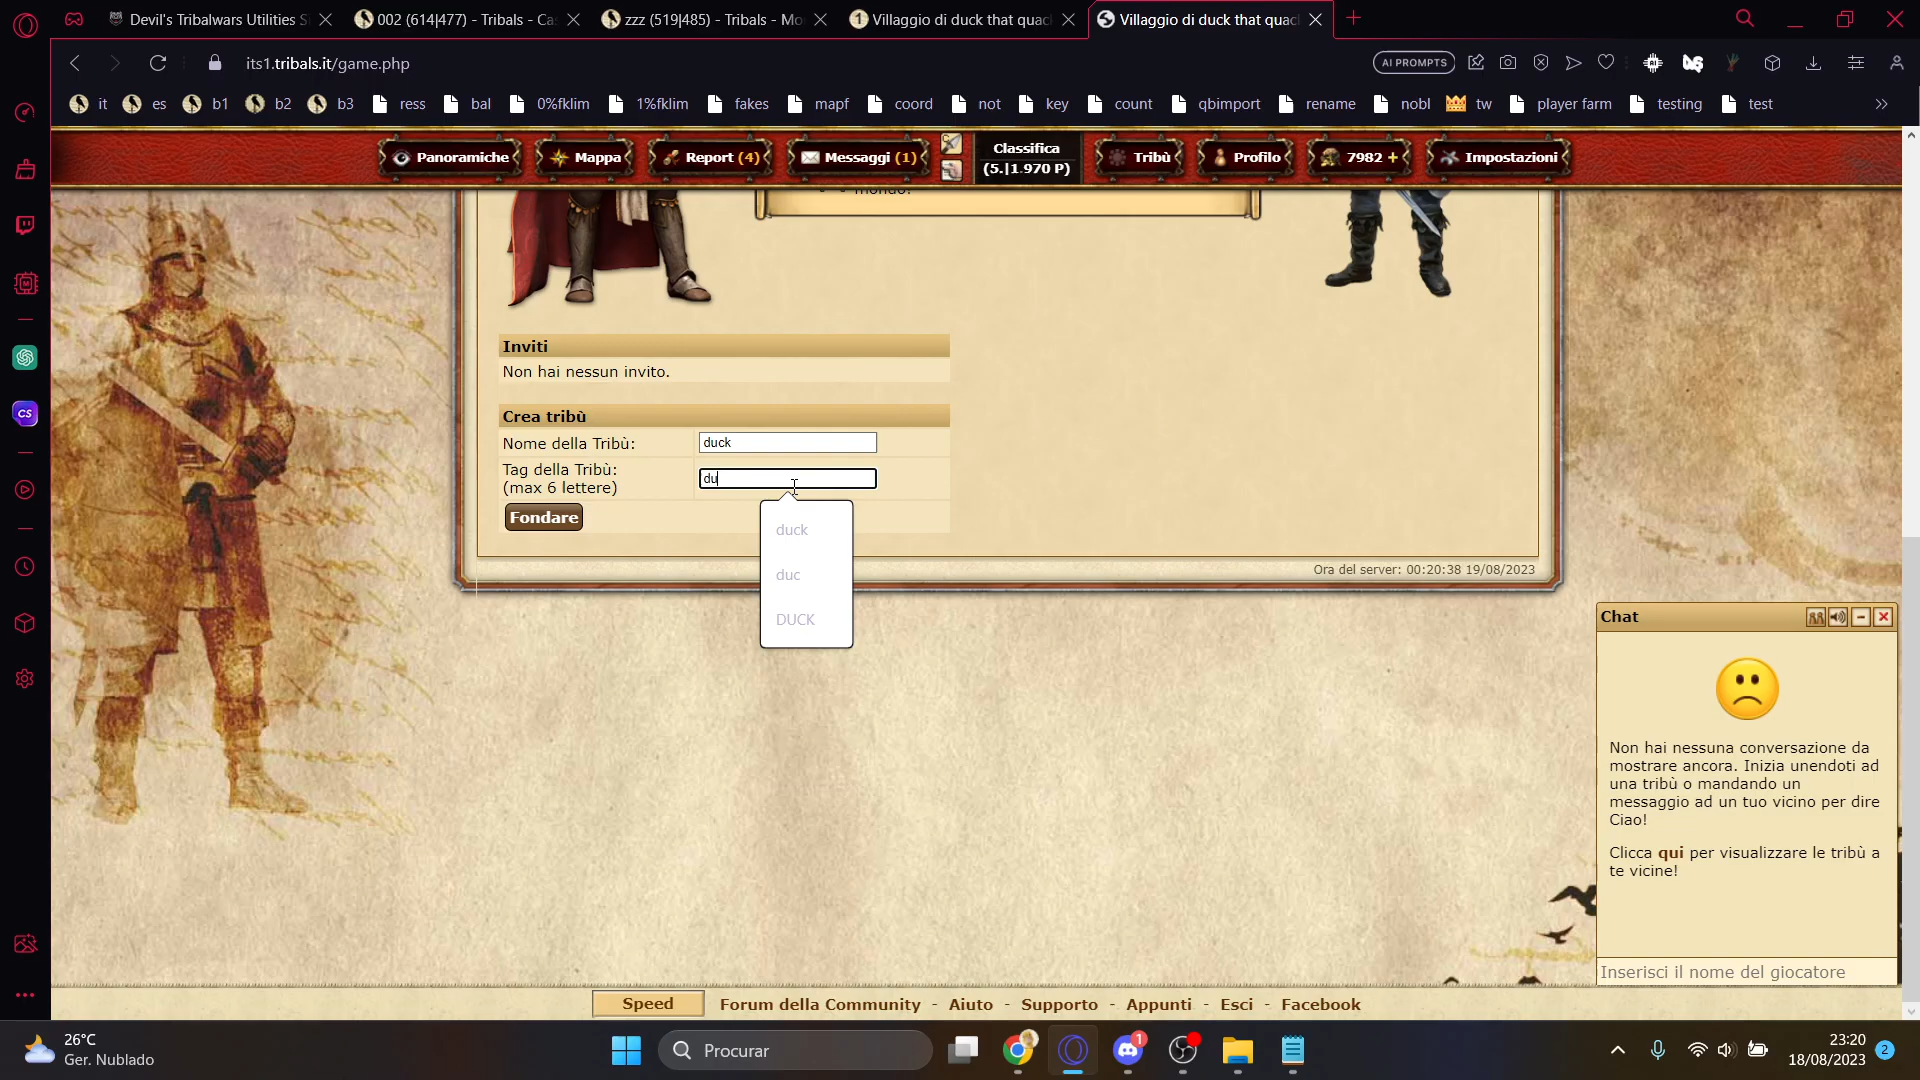 Devil's Tribalwars Utilities S
002 (614|477) - Tribals - Ca
zzz (519|485) - Tribals - Mo
Villaggio di duck that quac
Villaggio di duck that quac
its1.tribals.it/game.php
AI PROMPTS
it
es
b1
b2
b3
ress
bal
0%fklim
1%fklim
fakes
mapf
coord
not
key
count
qbimport
rename
nobl
tw
player farm
testing
test
Panoramiche
Mappa
Report (4)
Messaggi (1)
Classifica
(5.|1.970 P)
Tribù
Profilo
7982 +
Impostazioni
mondo.
Inviti
Non hai nessun invito.
Crea tribù
Nome della Tribù:
duck
Tag della Tribù:
(max 6 lettere)
du
Fondare
duck
duc
DUCK
Ora del server: 00:20:38 19/08/2023
Chat
Non hai nessuna conversazione da
mostrare ancora. Inizia unendoti ad
una tribù o mandando un
messaggio ad un tuo vicino per dire
Ciao!
Clicca qui per visualizzare le tribù a
te vicine!
Inserisci il nome del giocatore
Speed
Forum della Community - Aiuto - Supporto - Appunti - Esci - Facebook
CS
26°C
Ger. Nublado
Procurar
1
23:20
18/08/2023
2